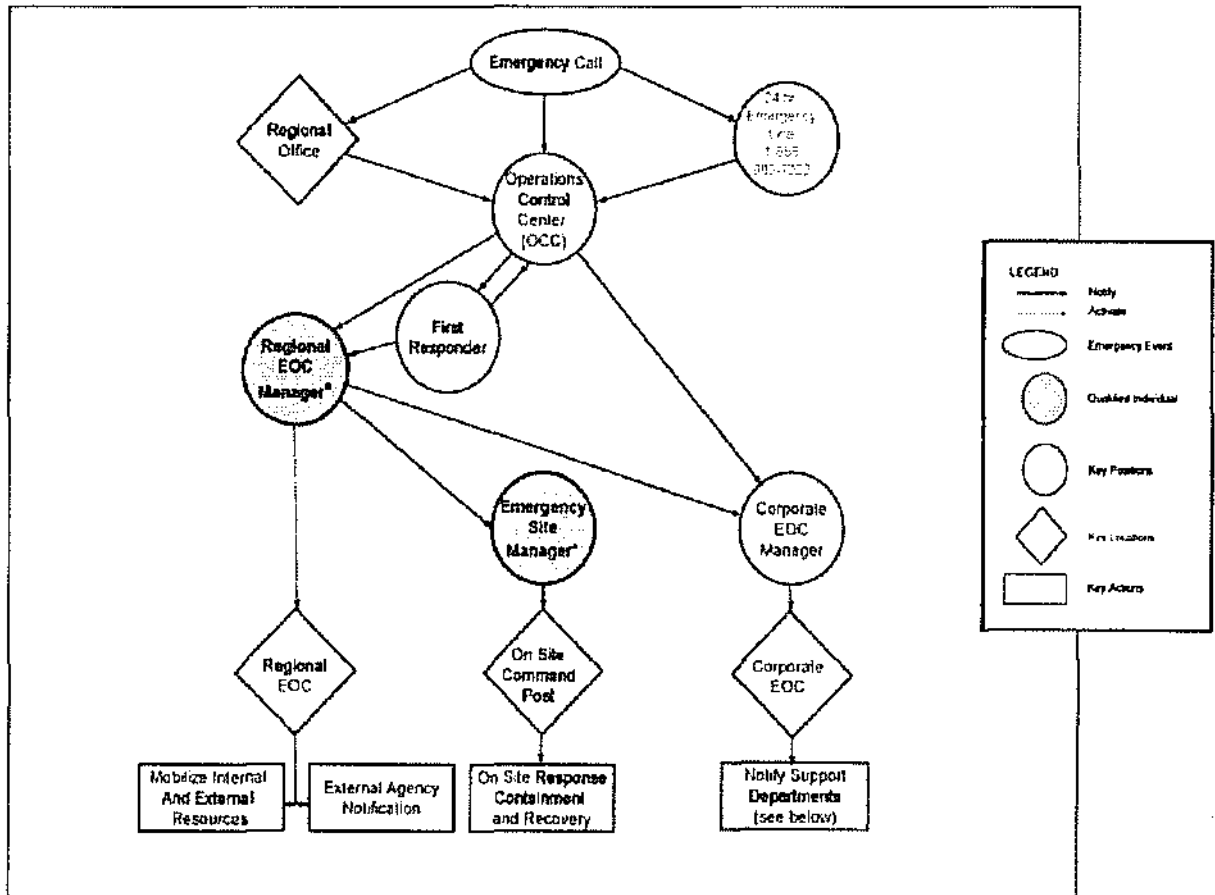 Emergency Call
Regional
Office
24 hr
Emergency
Line
Operations
Control
Center
(OCC)
First
Responder
Regional
EOC
Manager*
Emergency
Site
Manager*
Corporate
EOC
Manager
Regional
EOC
On Site
Command
Post
Corporate
EOC
Mobilize Internal
And External
Resources
External Agency
Notification
On Site Response
Containment
and Recovery
Notify Support
Departments
(see below)
LEGEND
Notify
Activate
Emergency Event
Qualified Individual
Key Positions
Key Locations
Key Actions